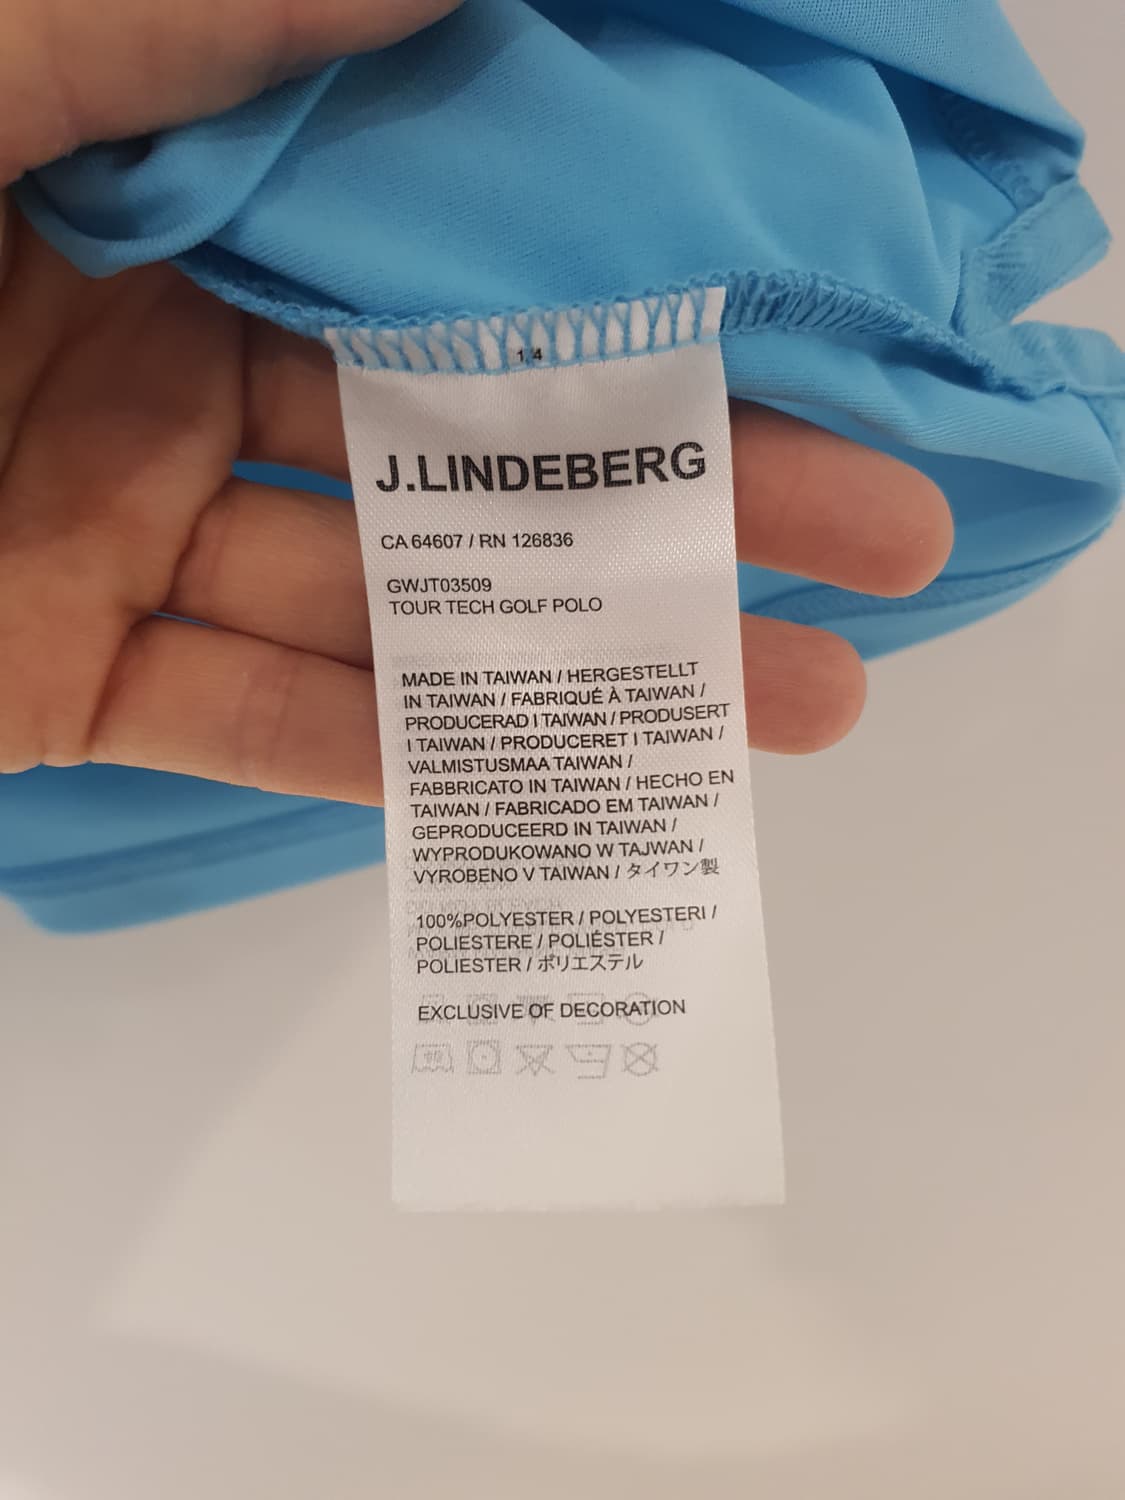 14
J.LINDEBERG
CA 64607 / RN 126836
GWJT03509
TOUR TECH GOLF POLO
MADE IN TAIWAN / HERGESTELLT
IN TAIWAN / FABRIQUÉ À TAIWAN /
PRODUCERAD I TAIWAN / PRODUSERT
I TAIWAN / PRODUCERET I TAIWAN /
VALMISTUSMAA TAIWAN /
FABBRICATO IN TAIWAN / HECHO EN
TAIWAN / FABRICADO EM TAIWAN /
GEPRODUCEERD IN TAIWAN /
WYPRODUKOWANO W TAJWAN /
VYROBENO V TAIWAN / タイワン製
100%POLYESTER / POLYESTERI /
POLIESTERE / POLIÉSTER /
POLIESTER / ポリエステル
EXCLUSIVE OF DECORATION